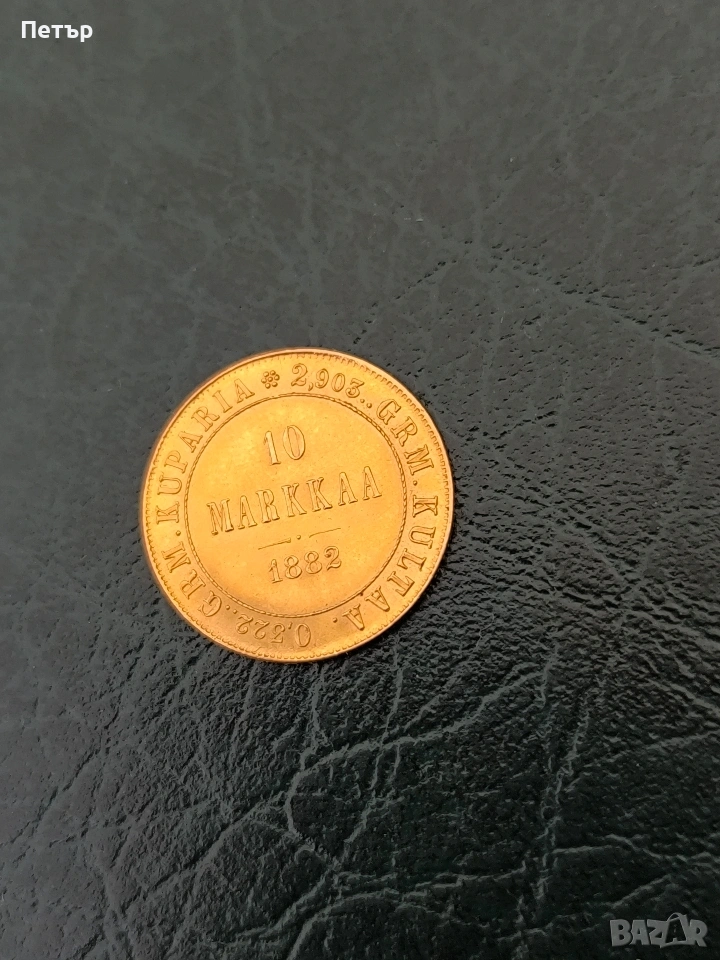 Петър
2,903..GRM.KULTAA.
0,322..GRM.KUPARIA
10
MARKKAA
1882
BAZAR